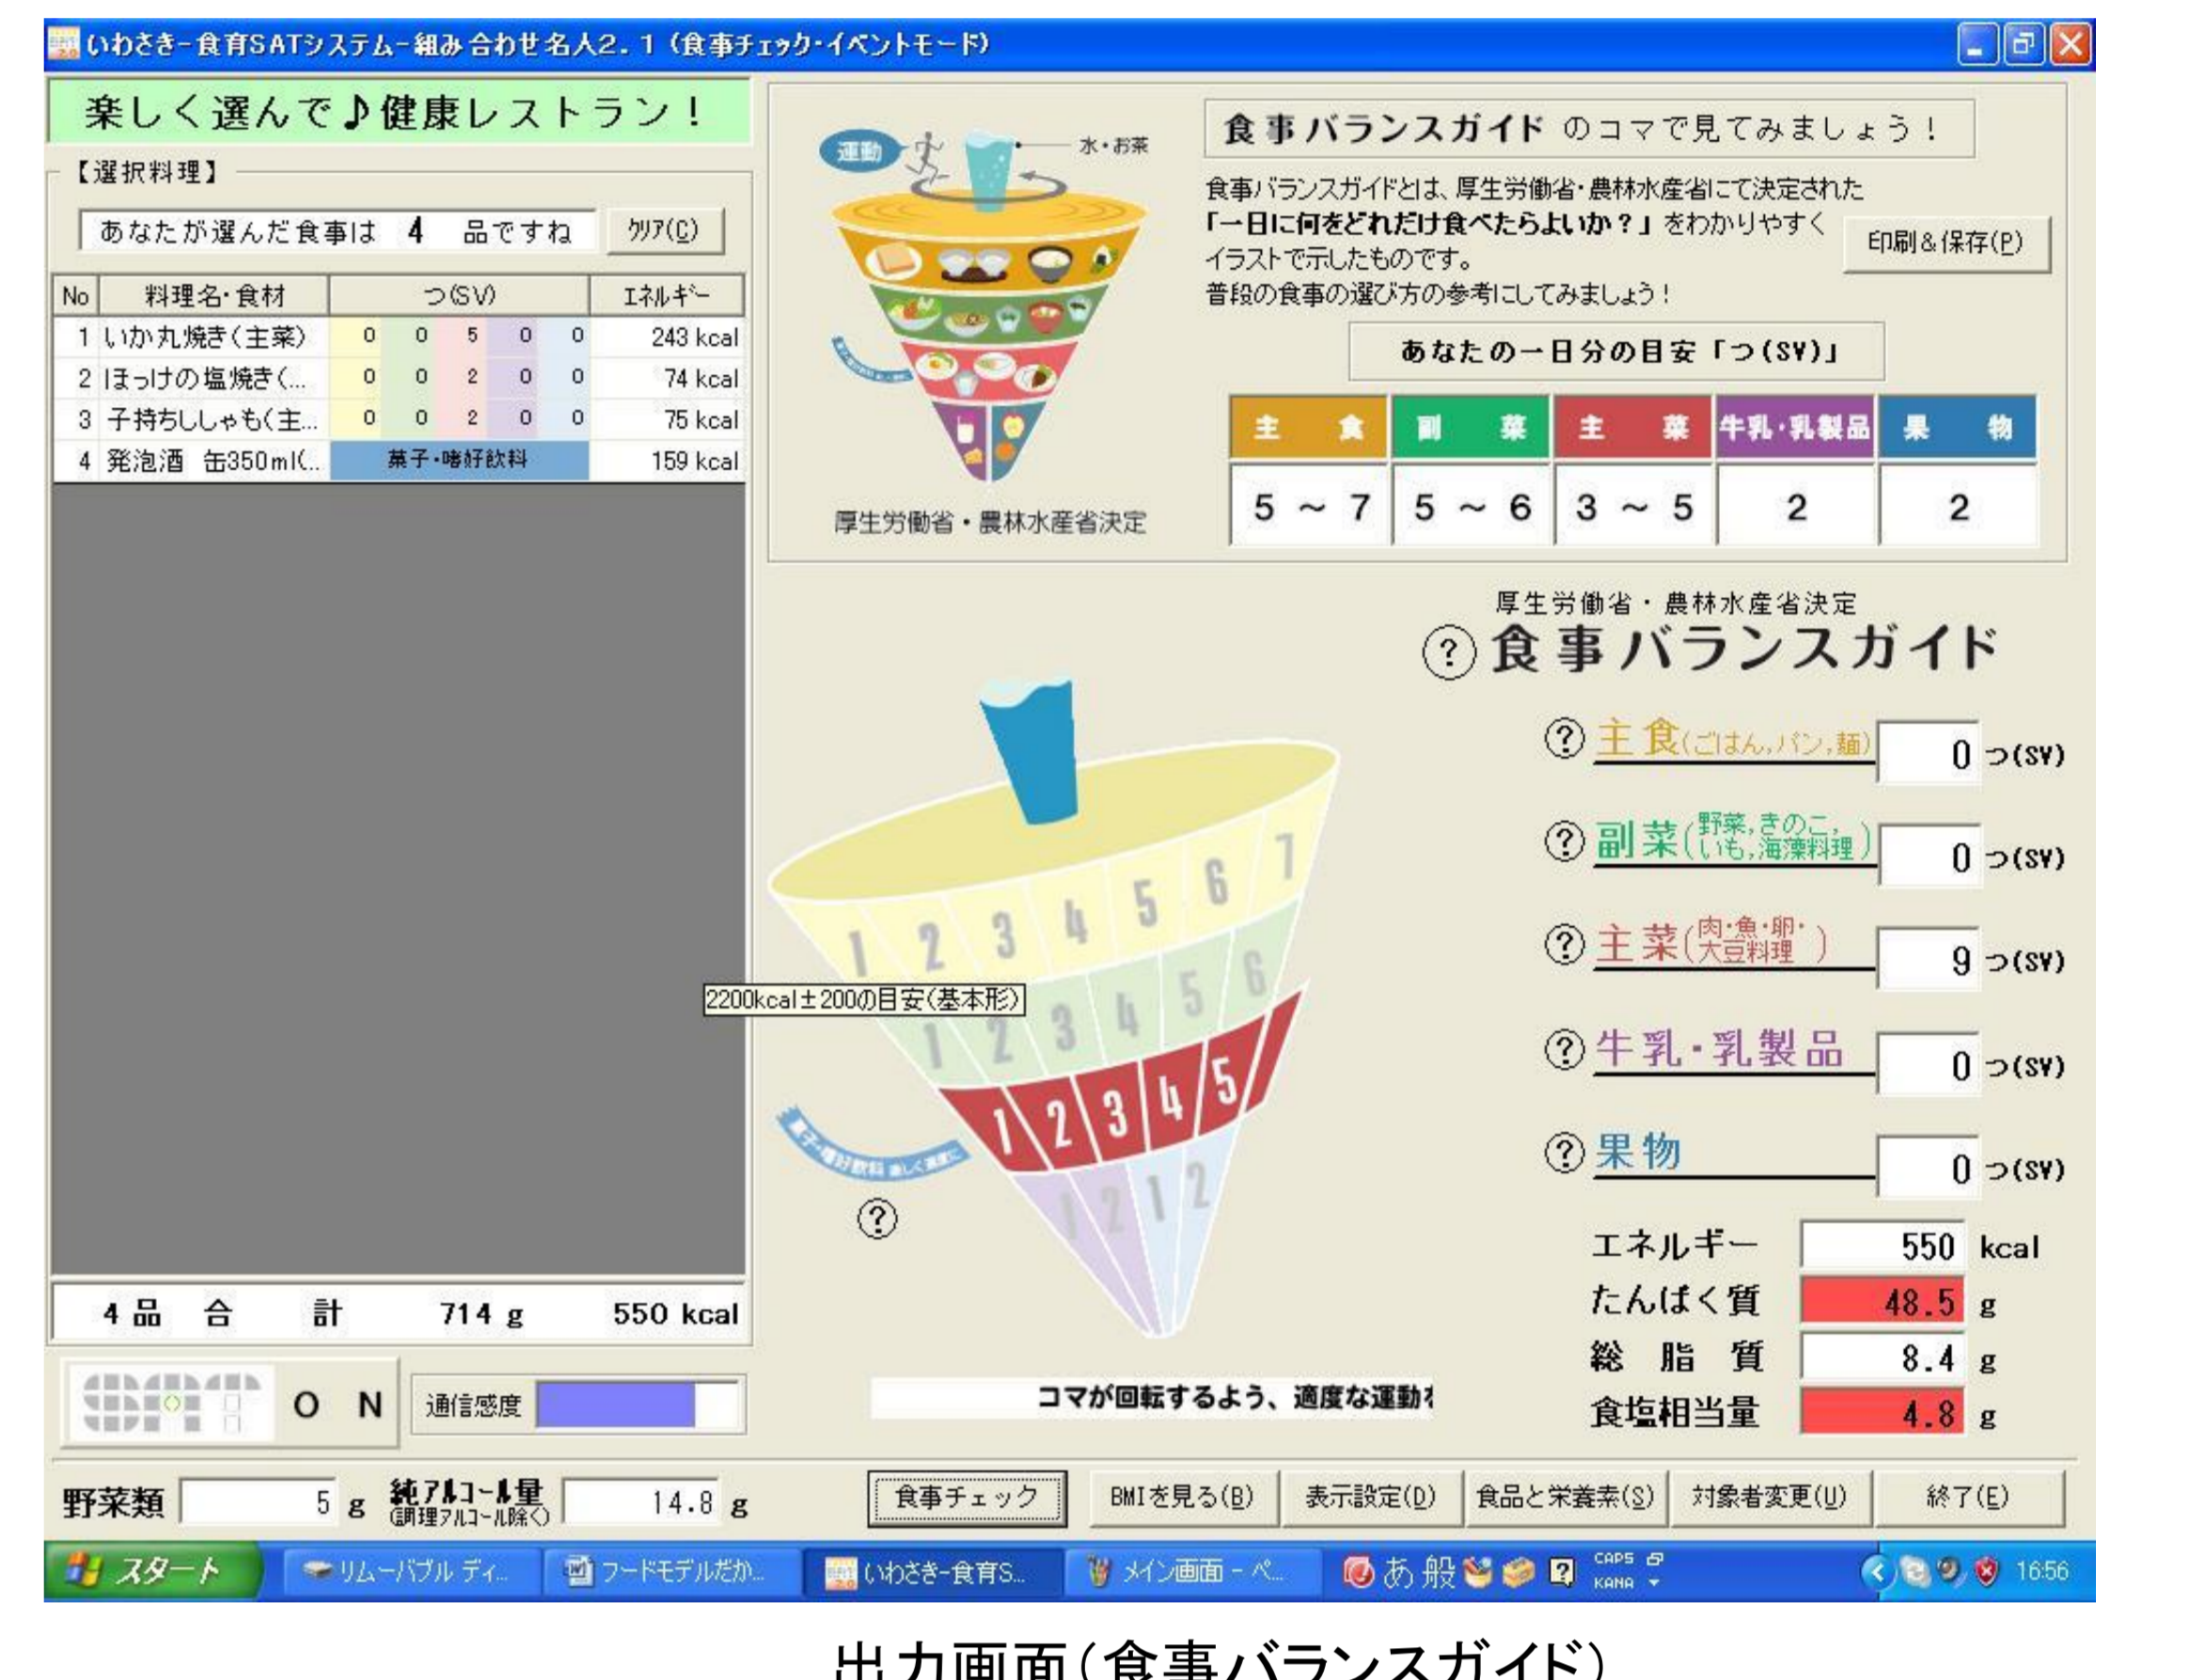 いわさき-食育SATシステム-組み合わせ名人2.1(食事チェック・イベントモード)
楽しく選んで♪健康レストラン!
【選択料理】
あなたが選んだ食事は 4 品ですね
クリア(C)
No 料理名・食材 つ(SV) エネルギー
1 いか丸焼き(主菜) 0 0 5 0 0 243 kcal
2 ほっけの塩焼き(... 0 0 2 0 0 74 kcal
3 子持ちししゃも(主... 0 0 2 0 0 75 kcal
4 発泡酒 缶350ml(.. 菓子・嗜好飲料 159 kcal
4品 合 計 714 g 550 kcal
O N
通信感度
野菜類 5 g
純アルコール量 14.8 g
(調理アルコール除く)
運動
水・お茶
厚生労働省・農林水産省決定
食事バランスガイド のコマで見てみましょう!
食事バランスガイドとは、厚生労働省・農林水産省にて決定された
「一日に何をどれだけ食べたらよいか?」をわかりやすく
イラストで示したものです。
普段の食事の選び方の参考にしてみましょう!
印刷&保存(P)
あなたの一日分の目安「つ(SV)」
主 食 副 菜 主 菜 牛乳・乳製品 果 物
5 ~ 7 5 ~ 6 3 ~ 5 2 2
厚生労働省・農林水産省決定
? 食事バランスガイド
? 主食(ごはん,パン,麺) 0 つ(SV)
? 副菜(野菜,きのこ,いも,海藻料理) 0 つ(SV)
? 主菜(肉・魚・卵・大豆料理) 9 つ(SV)
? 牛乳・乳製品 0 つ(SV)
? 果物 0 つ(SV)
1 2 3 4 5 6 7
1 2 3 4 5 6
1 2 3 4 5
1 2 1 2
2200kcal±200の目安(基本形)
菓子・嗜好飲料 楽しく適度に
?
コマが回転するよう、適度な運動を
エネルギー 550 kcal
たんぱく質 48.5 g
総 脂 質 8.4 g
食塩相当量 4.8 g
食事チェック
BMIを見る(B)
表示設定(D)
食品と栄養素(S)
対象者変更(U)
終了(E)
スタート
リムーバブル ディ...
フードモデルだか...
いわさき-食育S...
メイン画面 - ペ...
あ 般
CAPS
KANA
16:56
出力画面(食事バランスガイド)